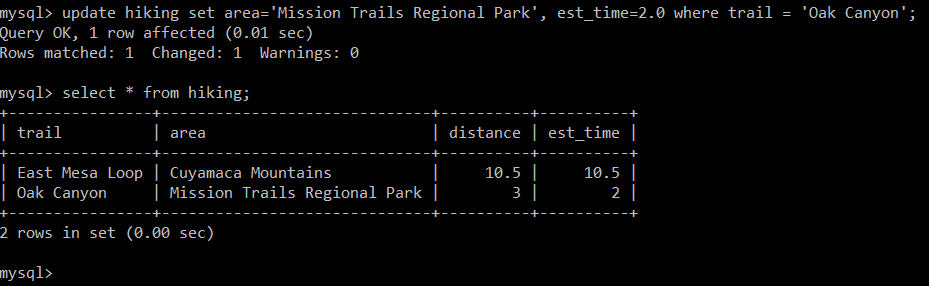 mysql> update hiking set area='Mission Trails Regional Park', est_time=2.0 where trail = 'Oak Canyon';
Query OK, 1 row affected (0.01 sec)
Rows matched: 1  Changed: 1  Warnings: 0

mysql> select * from hiking;
+----------------+------------------------------+----------+----------+
| trail          | area                         | distance | est_time |
+----------------+------------------------------+----------+----------+
| East Mesa Loop | Cuyamaca Mountains           |     10.5 |     10.5 |
| Oak Canyon     | Mission Trails Regional Park |        3 |        2 |
+----------------+------------------------------+----------+----------+
2 rows in set (0.00 sec)

mysql>